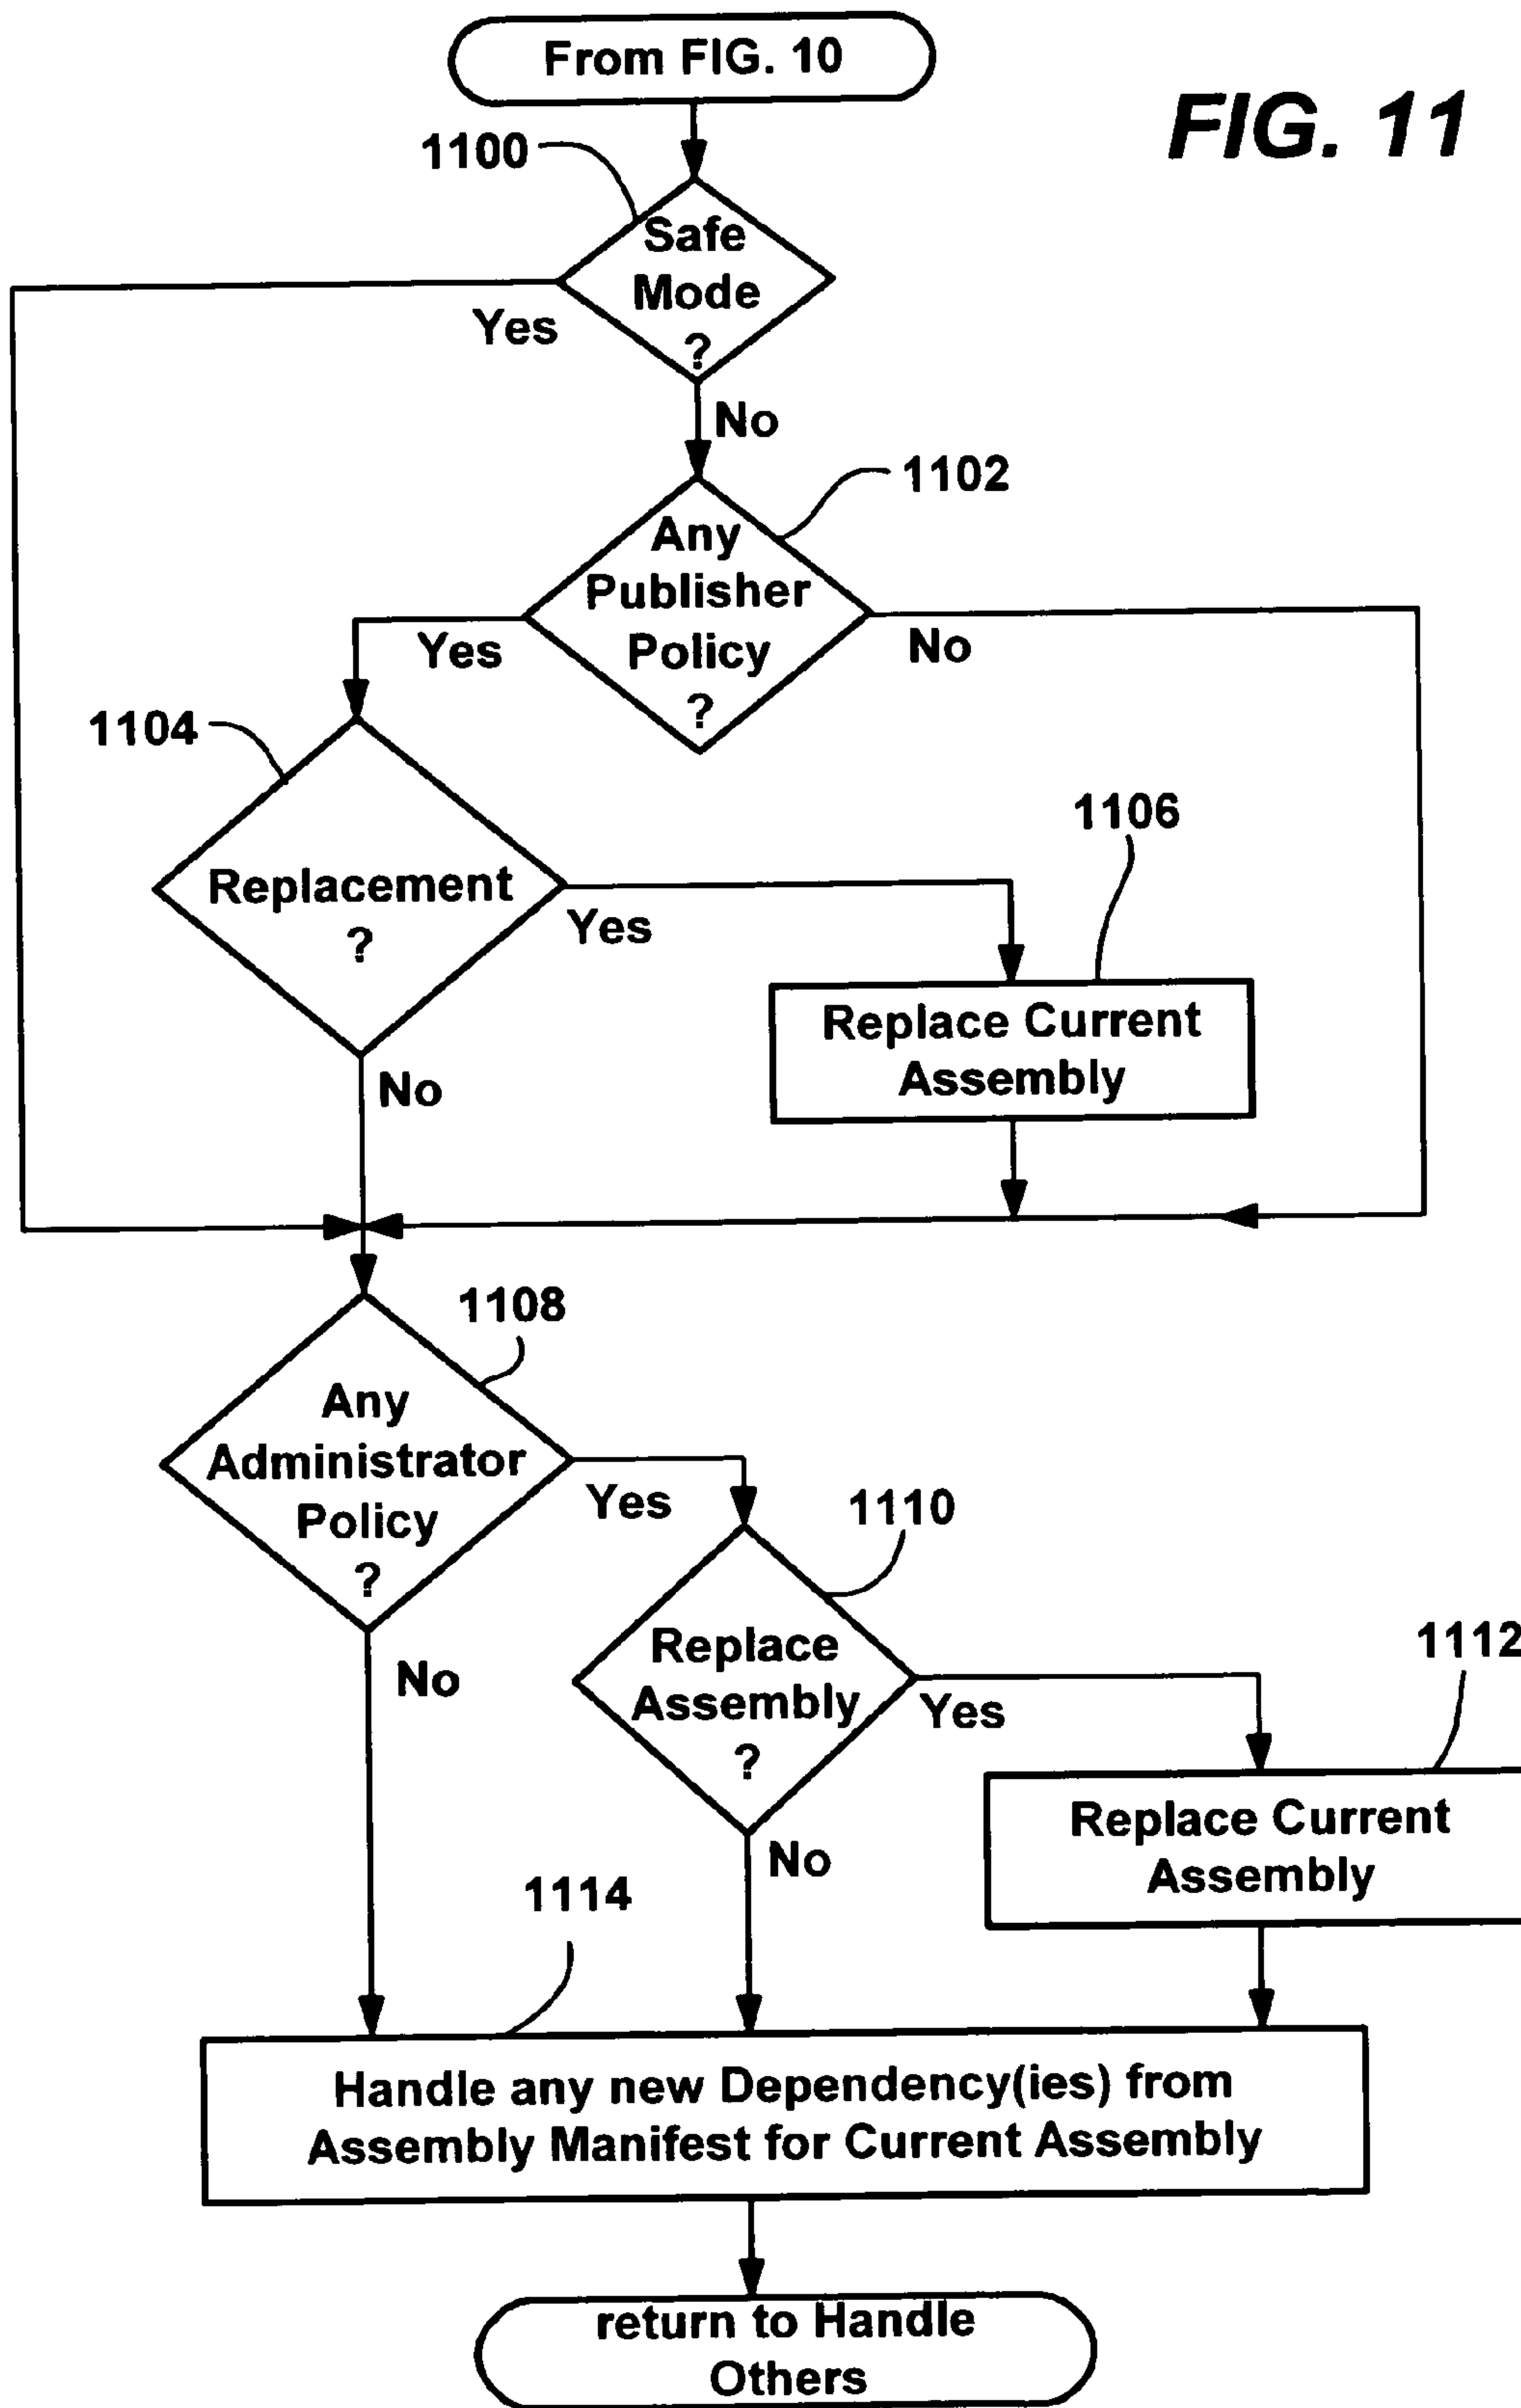 From FIG. 10
FIG. 11
1100
Safe
Mode
?
Yes
No
1102
Any
Publisher
Policy
?
Yes
No
1104
Replacement
?
Yes
No
1106
Replace Current
Assembly
1108
Any
Administrator
Policy
?
Yes
No
1110
Replace
Assembly
?
Yes
No
1112
Replace Current
Assembly
1114
Handle any new Dependency(ies) from
Assembly Manifest for Current Assembly
return to Handle
Others